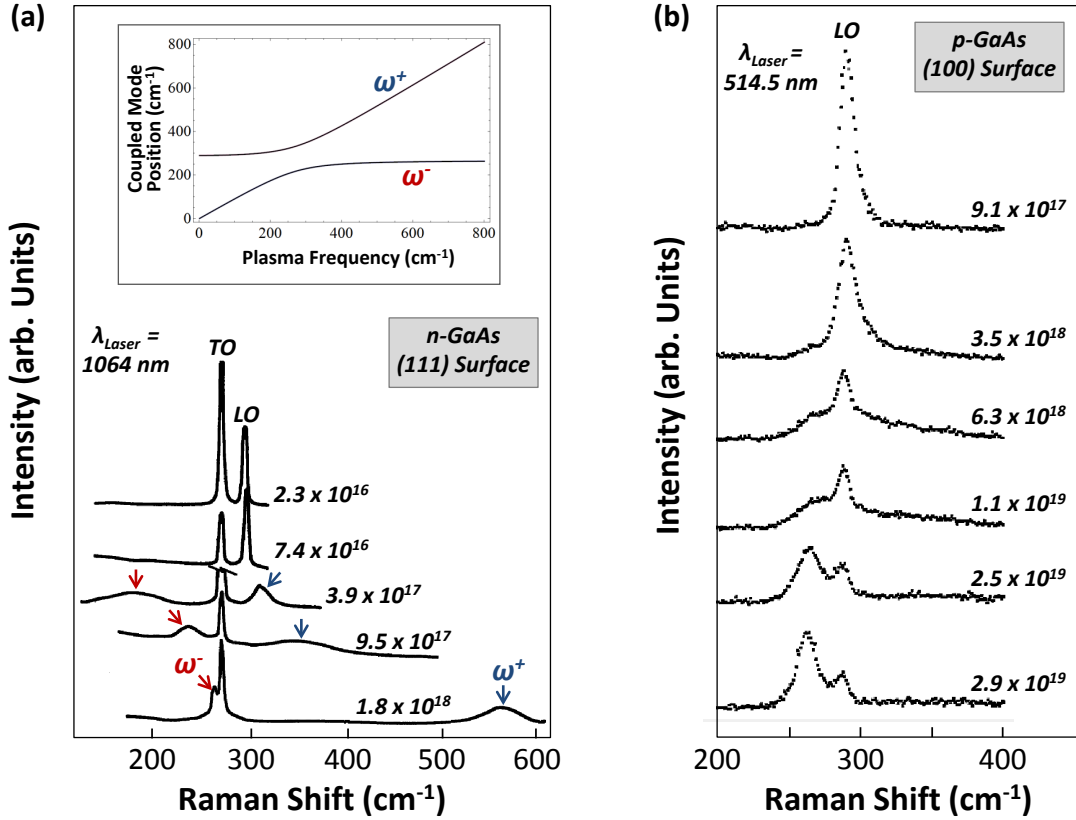 (a)
800
600
400
200
0
Coupled Mode
Position (cm⁻¹)
ω⁺
ω⁻
0 200 400 600 800
Plasma Frequency (cm⁻¹)
λLaser =
1064 nm
n-GaAs
(111) Surface
TO
LO
2.3 x 10¹⁶
7.4 x 10¹⁶
3.9 x 10¹⁷
9.5 x 10¹⁷
ω⁻
ω⁺
1.8 x 10¹⁸
Intensity (arb. Units)
200 300 400 500 600
Raman Shift (cm⁻¹)
(b)
LO
λLaser =
514.5 nm
p-GaAs
(100) Surface
9.1 x 10¹⁷
3.5 x 10¹⁸
6.3 x 10¹⁸
1.1 x 10¹⁹
2.5 x 10¹⁹
2.9 x 10¹⁹
Intensity (arb. Units)
200 300 400
Raman Shift (cm⁻¹)